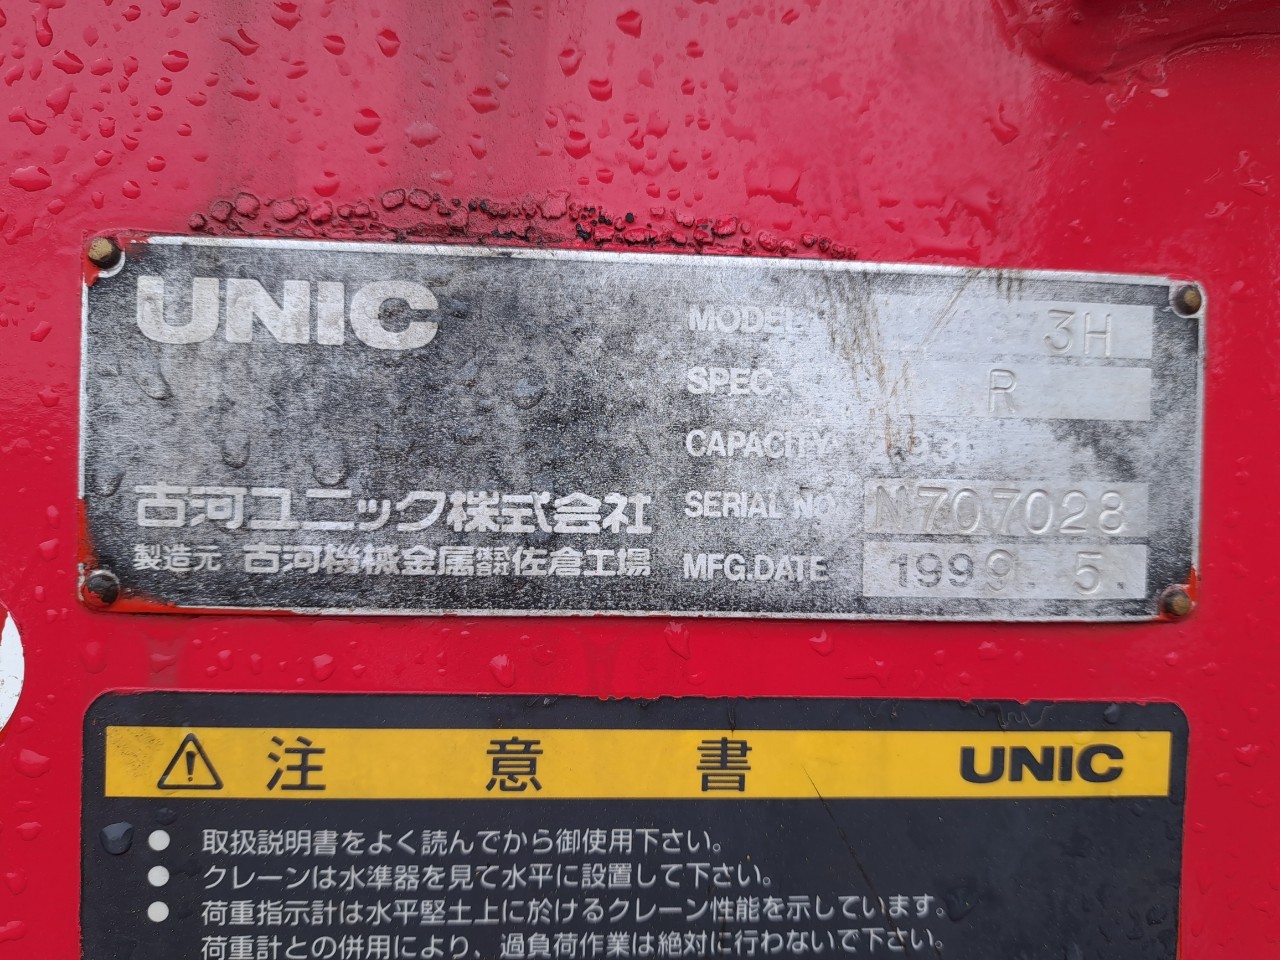 UNIC
MODEL 3H
SPEC. R
CAPACITY
SERIAL NO N707028
MFG.DATE 1999. 5.
古河ユニック株式会社
製造元 古河機械金属株式会社佐倉工場
注意書 UNIC
● 取扱説明書をよく読んでから御使用下さい。
● クレーンは水準器を見て水平に設置して下さい。
● 荷重指示計は水平堅土上に於けるクレーン性能を示しています。
荷重計との併用により、過負荷作業は絶対に行わないで下さい。